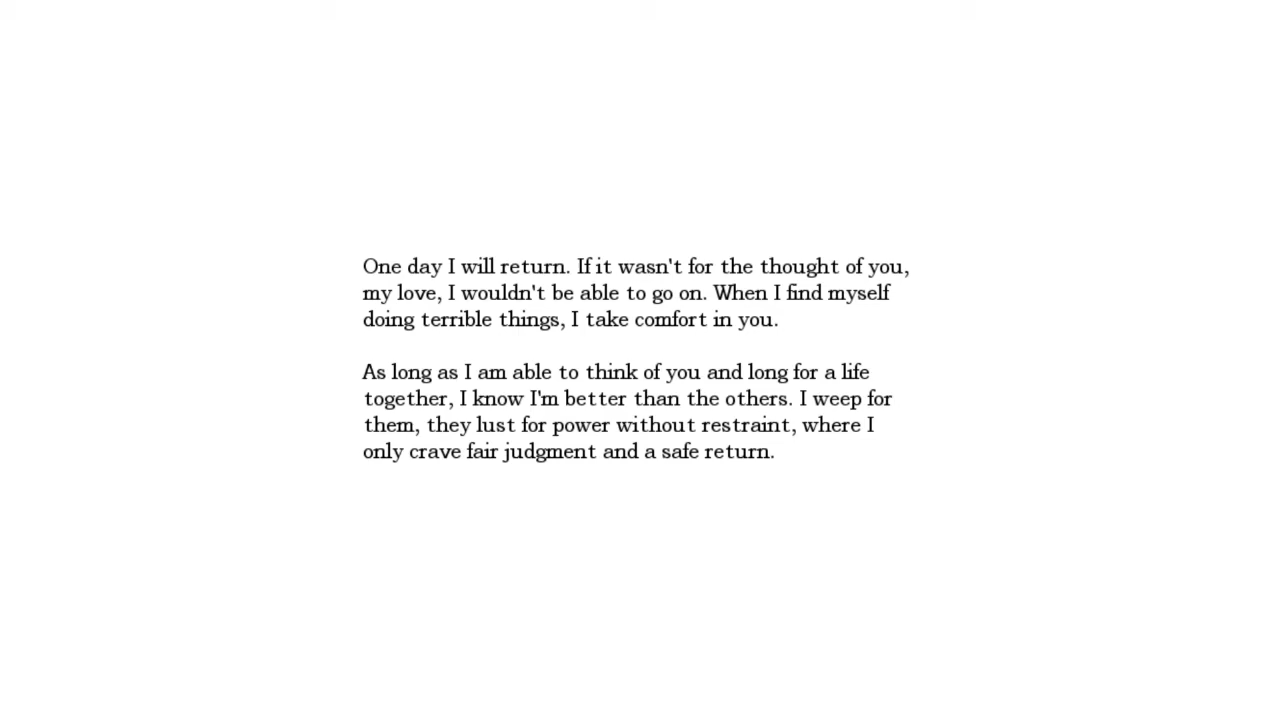 One day I will return. If it wasn't for the thought of you,
my love, I wouldn't be able to go on. When I find myself
doing terrible things, I take comfort in you.
As long as I am able to think of you and long for a life
together, I know I'm better than the others. I weep for
them, they lust for power without restraint, where I
only crave fair judgment and a safe return.